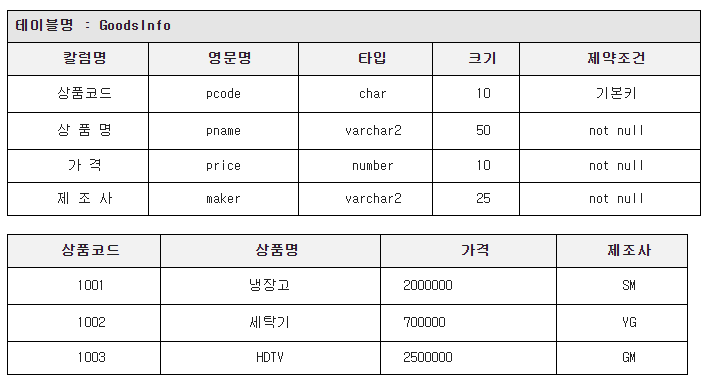 테이블명 : GoodsInfo
칼럼명 영문명 타입 크기 제약조건
상품코드 pcode char 10 기본키
상 품 명 pname varchar2 50 not null
가 격 price number 10 not null
제 조 사 maker varchar2 25 not null
상품코드 상품명 가격 제조사
1001 냉장고 2000000 SM
1002 세탁기 700000 YG
1003 HDTV 2500000 GM